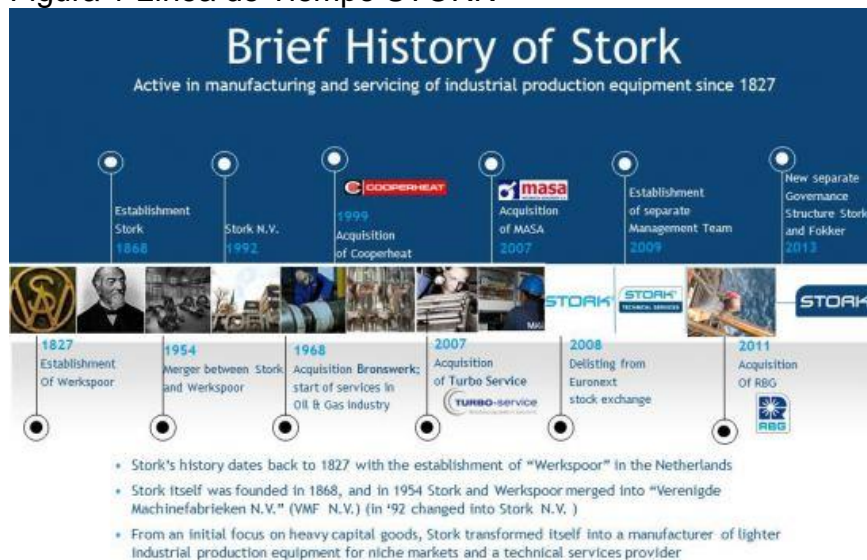 Figura 1 Línea de Tiempo STORK
Brief History of Stork
Active in manufacturing and servicing of industrial production equipment since 1827
Establishment
Stork
1868
Stork N.V.
1992
COOPERHEAT
1999
Acquisition
of Cooperheat
masa
Acquisition
of MASA
2007
Establishment
of separate
Management Team
2009
New separate
Governance
Structure Stork
and Fokker
2013
STORK
STORK
TECHNICAL SERVICES
STORK
1827
Establishment
Of Werkspoor
1954
Merger between Stork
and Werkspoor
1968
Acquisition Bronswerk;
start of services in
Oil & Gas industry
2007
Acquisition
of Turbo Service
TURBO-service
2008
Delisting from
Euronext
stock exchange
2011
Acquisition
Of RBG
RBG
• Stork's history dates back to 1827 with the establishment of "Werkspoor" in the Netherlands
• Stork itself was founded in 1868, and in 1954 Stork and Werkspoor merged into "Verenigde
Machinefabrieken N.V." (VMF N.V.) (in '92 changed into Stork N.V. )
• From an initial focus on heavy capital goods, Stork transformed itself into a manufacturer of lighter
industrial production equipment for niche markets and a technical services provider